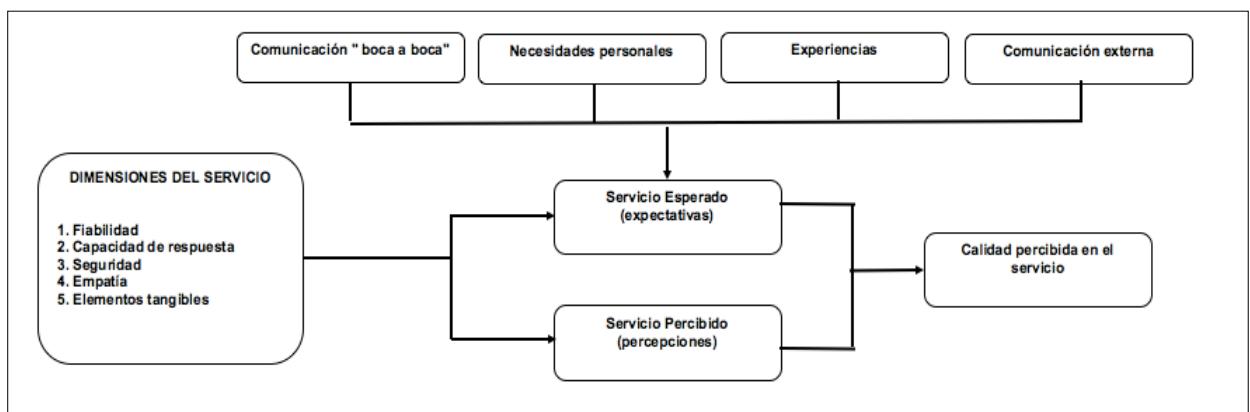 Comunicación " boca a boca"
Necesidades personales
Experiencias
Comunicación externa
DIMENSIONES DEL SERVICIO
1. Fiabilidad
2. Capacidad de respuesta
3. Seguridad
4. Empatía
5. Elementos tangibles
Servicio Esperado
(expectativas)
Servicio Percibido
(percepciones)
Calidad percibida en el
servicio